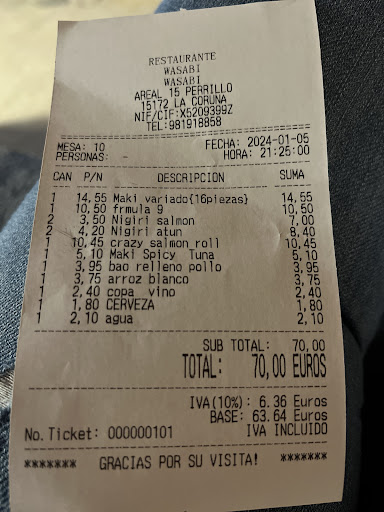 RESTAURANTE
WASABI
WASABI
AREAL 15 PERRILLO
15172 LA CORUÑA
NIF/CIF:X5209399Z
TEL:981918858
MESA: 10 FECHA: 2024-01-05
PERSONAS: - HORA: 21:25:00
CAN P/N DESCRIPCION SUMA
1 14,55 Maki variado{16piezas} 14,55
1 10,50 frmula 9 10,50
2 3,50 Nigiri salmon 7,00
2 4,20 Nigiri atun 8,40
1 10,45 crazy salmon roll 10,45
1 5,10 Maki Spicy Tuna 5,10
1 3,95 bao relleno pollo 3,95
1 3,75 arroz blanco 3,75
1 2,40 copa vino 2,40
1 1,80 CERVEZA 1,80
1 2,10 agua 2,10
SUB TOTAL: 70,00
TOTAL: 70,00 EUROS
IVA(10%): 6.36 Euros
BASE: 63.64 Euros
No.Ticket: 000000101 IVA INCLUIDO
******* GRACIAS POR SU VISITA! *******